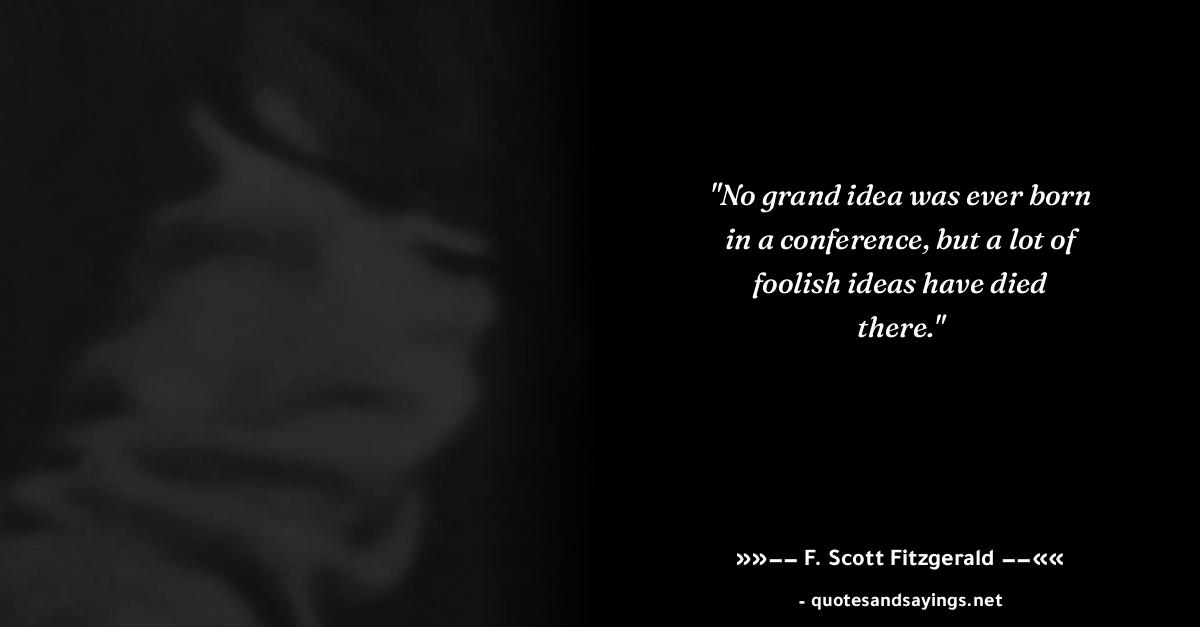 "No grand idea was ever born
in a conference, but a lot of
foolish ideas have died
there."
»»−− F. Scott Fitzgerald −−««
- quotesandsayings.net